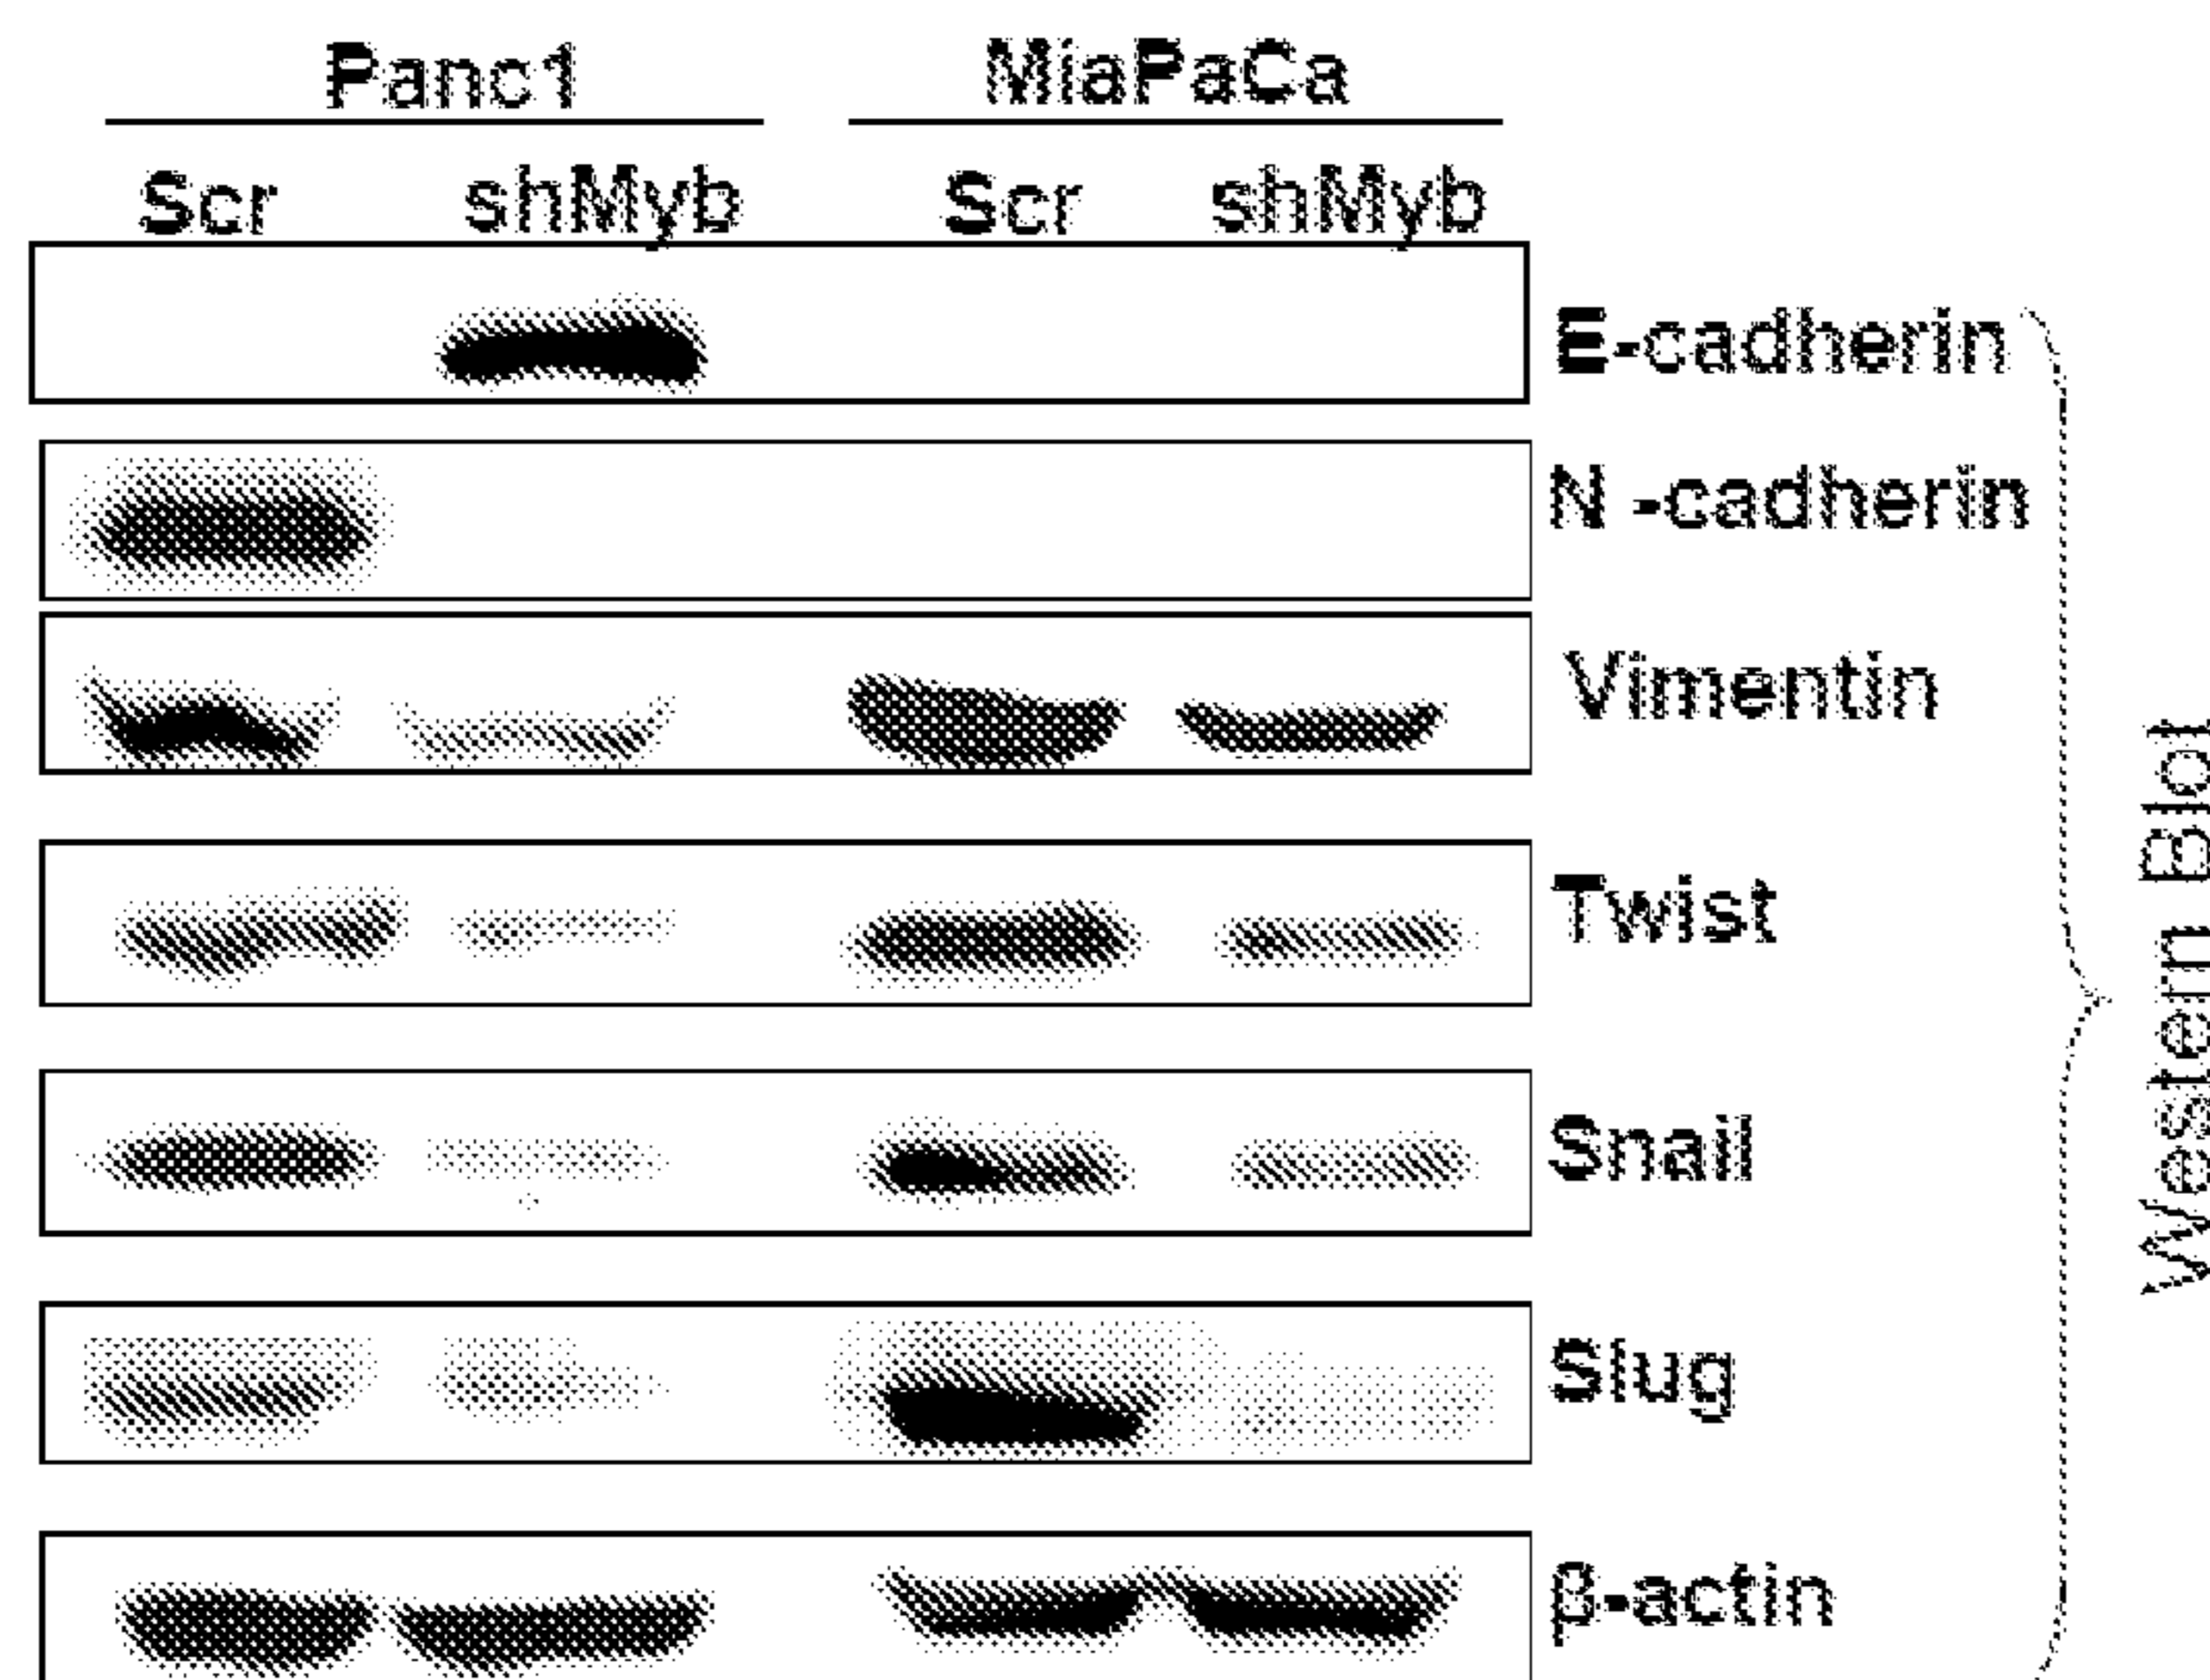 Panc1 MiaPaCa
Scr shMyb Scr shMyb
E-cadherin
N -cadherin
Vimentin
Twist
Snail
Slug
β-actin
Western Blot